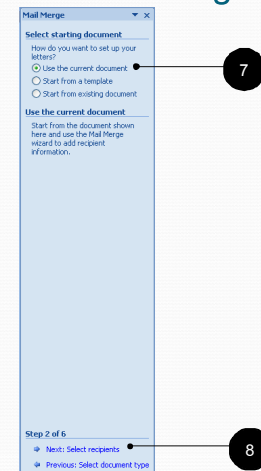 Mail Merge
Select starting document
How do you want to set up your
letters?
Use the current document
7
Start from a template
Start from existing document
Use the current document
Start from the document shown
here and use the Mail Merge
wizard to add recipient
information.
Step 2 of 6
Next: Select recipients
8
Previous: Select document type